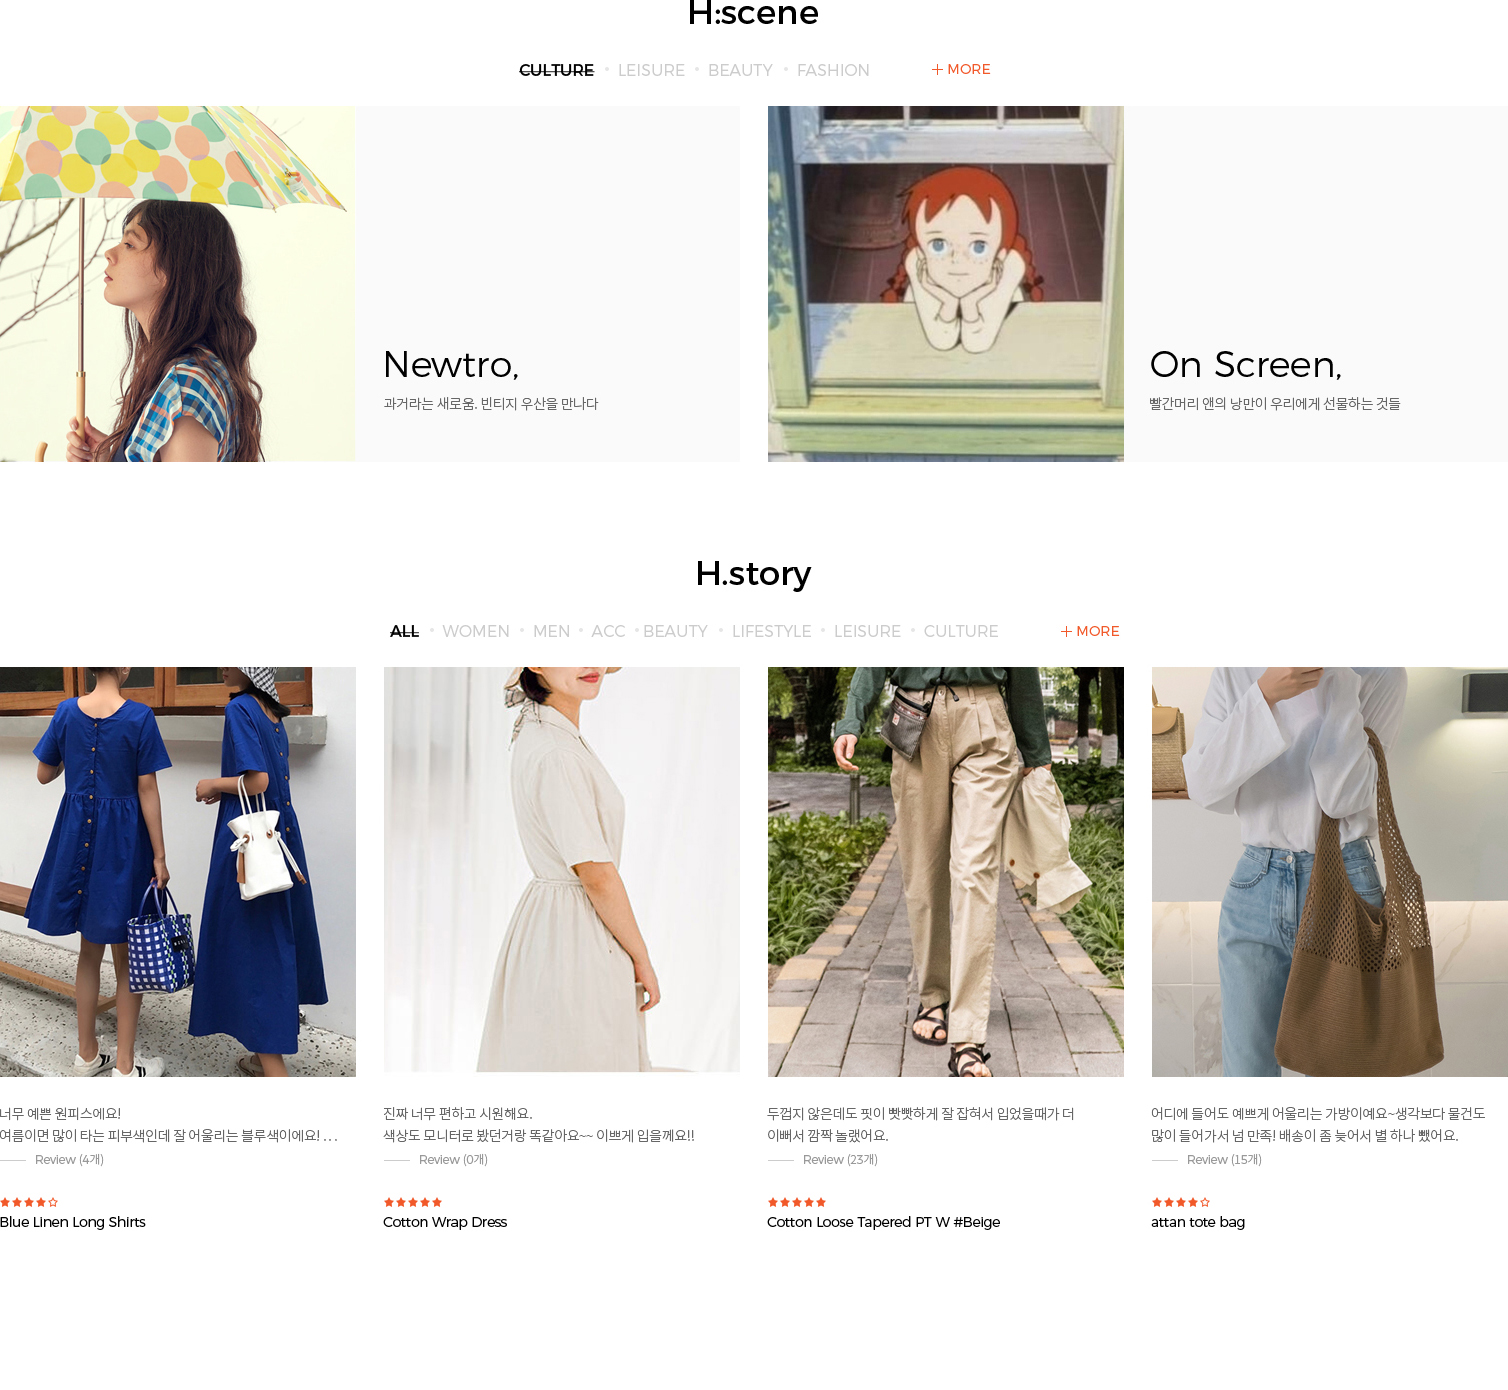 H:scene
CULTURE • LEISURE • BEAUTY • FASHION + MORE
Newtro,
과거라는 새로움. 빈티지 우산을 만나다
On Screen,
빨간머리 앤의 낭만이 우리에게 선물하는 것들
H.story
ALL • WOMEN • MEN • ACC • BEAUTY • LIFESTYLE • LEISURE • CULTURE + MORE
너무 예쁜 원피스에요!
여름이면 많이 타는 피부색인데 잘 어울리는 블루색이에요! ...
Review (4개)
★★★★☆
Blue Linen Long Shirts
진짜 너무 편하고 시원해요.
색상도 모니터로 봤던거랑 똑같아요~~ 이쁘게 입을께요!!
Review (0개)
★★★★★
Cotton Wrap Dress
두껍지 않은데도 핏이 빳빳하게 잘 잡혀서 입었을때가 더
이뻐서 깜짝 놀랬어요.
Review (23개)
★★★★★
Cotton Loose Tapered PT W #Beige
어디에 들어도 예쁘게 어울리는 가방이예요~생각보다 물건도
많이 들어가서 넘 만족! 배송이 좀 늦어서 별 하나 뺐어요.
Review (15개)
★★★★☆
attan tote bag